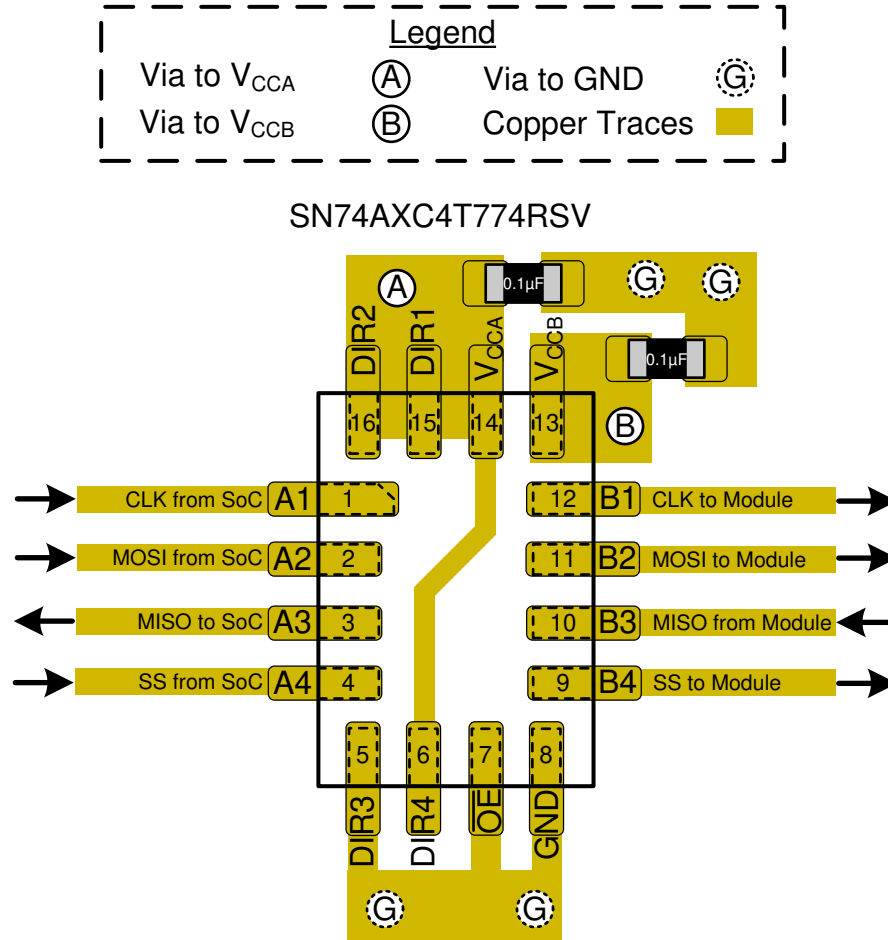 Legend
Via to VCCA A Via to GND G
Via to VCCB B Copper Traces
SN74AXC4T774RSV
A 0.1µF G G
DIR2 DIR1 VCCA VCCB 0.1µF
16 15 14 13 B
CLK from SoC A1 1 12 B1 CLK to Module
MOSI from SoC A2 2 11 B2 MOSI to Module
MISO to SoC A3 3 10 B3 MISO from Module
SS from SoC A4 4 9 B4 SS to Module
5 6 7 8
DIR3 DIR4 O̅E̅ GND
G G